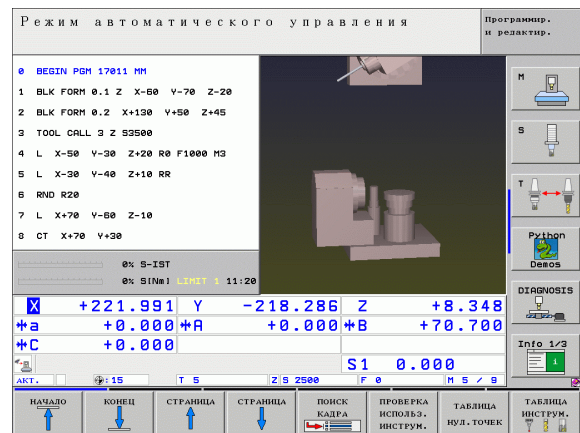 Режим автоматического управления
Программир.
и редактир.
0 BEGIN PGM 17011 MM
1 BLK FORM 0.1 Z X-60 Y-70 Z-20
2 BLK FORM 0.2 X+130 Y+50 Z+45
3 TOOL CALL 3 Z S3500
4 L X-50 Y-30 Z+20 R0 F1000 M3
5 L X-30 Y-40 Z+10 RR
6 RND R20
7 L X+70 Y-60 Z-10
8 CT X+70 Y+30
0% S-IST
0% S[Nm] LIMIT 1 11:20
X +221.991 Y -218.286 Z +8.348
a +0.000 A +0.000 B +70.700
C +0.000
S1 0.000
АКТ. : 15 T 5 Z S 2500 F 0 M 5 / 9
M
S
T
Python
Demos
DIAGNOSIS
Info 1/3
НАЧАЛО
КОНЕЦ
СТРАНИЦА
СТРАНИЦА
ПОИСК
КАДРА
ПРОВЕРКА
ИСПОЛЬЗ.
ИНСТРУМ.
ТАБЛИЦА
НУЛ. ТОЧЕК
ТАБЛИЦА
ИНСТРУМ.